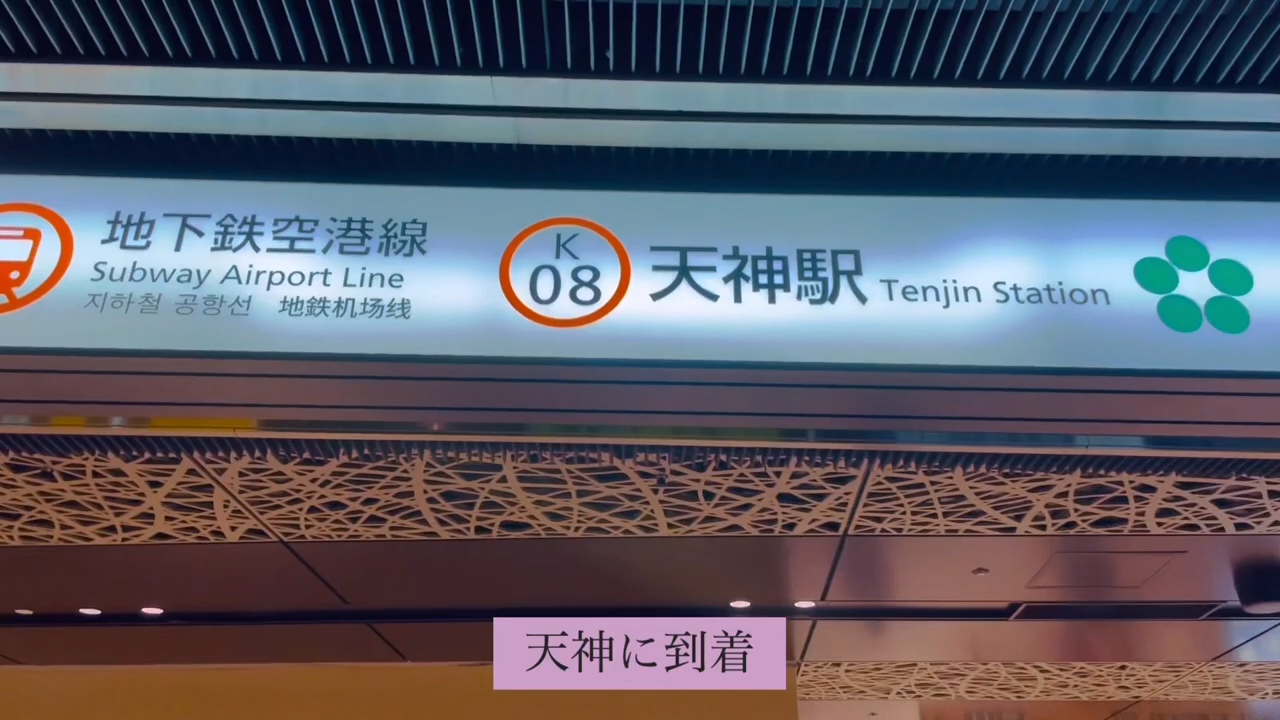 地下鉄空港線
Subway Airport Line
지하철 공항선 地鉄机场线
K
08
天神駅 Tenjin Station
天神に到着